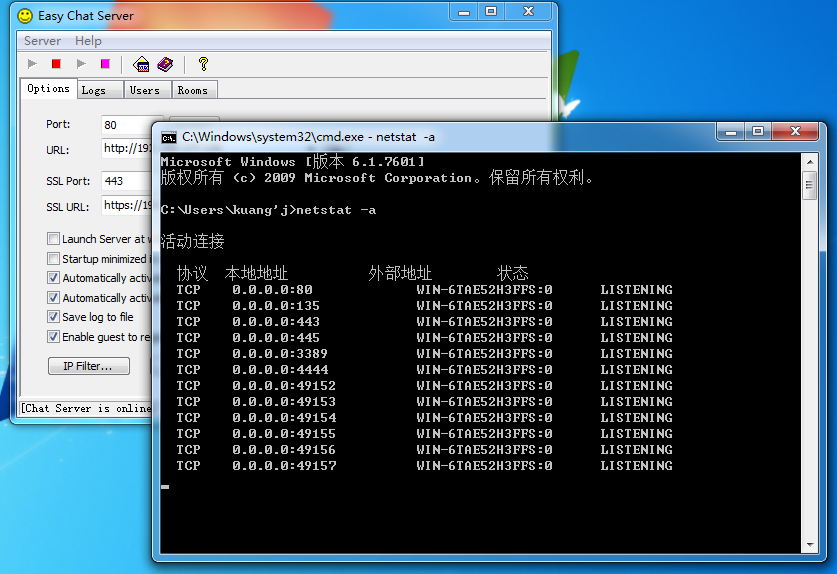 Easy Chat Server
Server Help
Options Logs Users Rooms
Port: 80
URL: http://19
SSL Port: 443
SSL URL: https://19
Launch Server at w
Startup minimized i
Automatically activ
Automatically activ
Save log to file
Enable guest to re
IP Filter...
[Chat Server is online
C:\Windows\system32\cmd.exe - netstat -a
Microsoft Windows [版本 6.1.7601]
版权所有 (c) 2009 Microsoft Corporation。保留所有权利。
C:\Users\kuang'j>netstat -a
活动连接
协议 本地地址 外部地址 状态
TCP 0.0.0.0:80 WIN-6TAE52H3FFS:0 LISTENING
TCP 0.0.0.0:135 WIN-6TAE52H3FFS:0 LISTENING
TCP 0.0.0.0:443 WIN-6TAE52H3FFS:0 LISTENING
TCP 0.0.0.0:445 WIN-6TAE52H3FFS:0 LISTENING
TCP 0.0.0.0:3389 WIN-6TAE52H3FFS:0 LISTENING
TCP 0.0.0.0:4444 WIN-6TAE52H3FFS:0 LISTENING
TCP 0.0.0.0:49152 WIN-6TAE52H3FFS:0 LISTENING
TCP 0.0.0.0:49153 WIN-6TAE52H3FFS:0 LISTENING
TCP 0.0.0.0:49154 WIN-6TAE52H3FFS:0 LISTENING
TCP 0.0.0.0:49155 WIN-6TAE52H3FFS:0 LISTENING
TCP 0.0.0.0:49156 WIN-6TAE52H3FFS:0 LISTENING
TCP 0.0.0.0:49157 WIN-6TAE52H3FFS:0 LISTENING